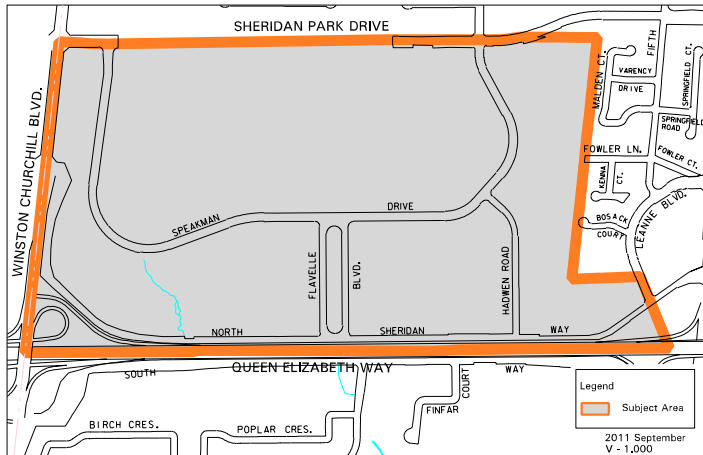 SHERIDAN PARK DRIVE
WINSTON CHURCHILL BLVD.
MALDEN CT.
FIFTH
VARENCY
DRIVE
SPRINGFIELD CT.
SPRINGFIELD
ROAD
FOWLER LN.
FOWLER CT.
KENNA
CT.
BOSACK
COURT
LEANNE BLVD.
SPEAKMAN
DRIVE
FLAVELLE
BLVD.
HADWEN ROAD
NORTH
SHERIDAN
WAY
QUEEN ELIZABETH WAY
SOUTH
WAY
FINFAR
COURT
BIRCH CRES.
POPLAR CRES.
Legend
Subject Area
2011 September
V - 1,000